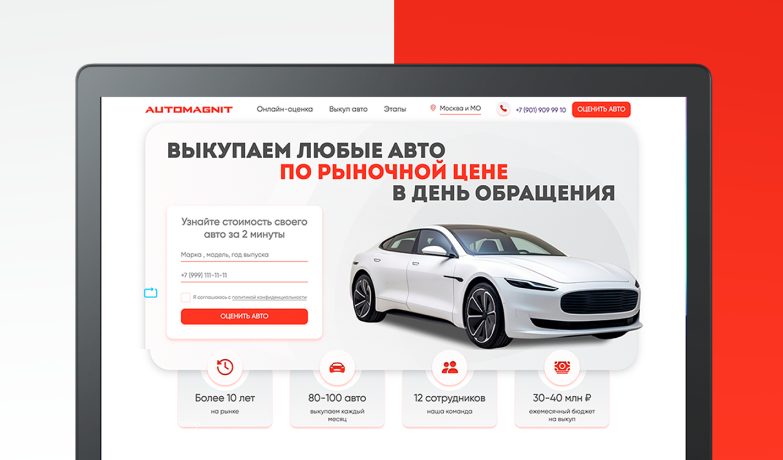 AUTOMAGNIT
Онлайн-оценка
Выкуп авто
Этапы
Москва и МО
+7 (901) 909 99 10
ОЦЕНИТЬ АВТО
ВЫКУПАЕМ ЛЮБЫЕ АВТО
ПО РЫНОЧНОЙ ЦЕНЕ
В ДЕНЬ ОБРАЩЕНИЯ
Узнайте стоимость своего
авто за 2 минуты
Марка , модель, год выпуска
+7 (999) 111-11-11
Я соглашаюсь с политикой конфиденциальности
ОЦЕНИТЬ АВТО
Более 10 лет
на рынке
80-100 авто
выкупаем каждый
месяц
12 сотрудников
наша команда
30-40 млн ₽
ежемесячный бюджет
на выкуп